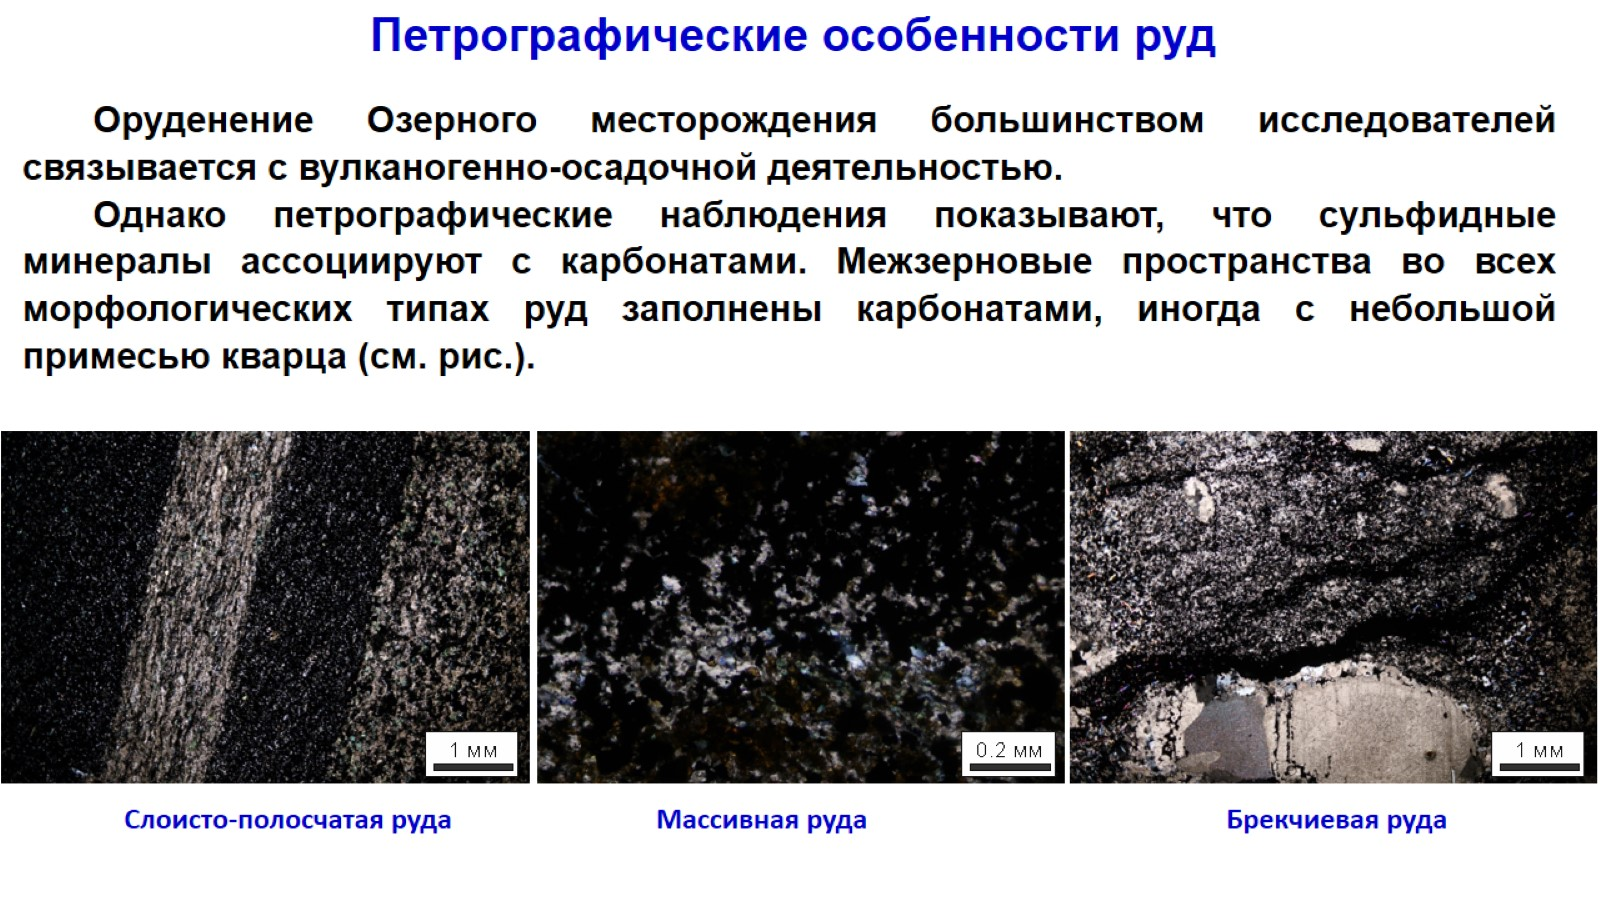 Петрографические особенности руд
Оруденение Озерного месторождения большинством исследователей
связывается с вулканогенно-осадочной деятельностью.
Однако петрографические наблюдения показывают, что сульфидные
минералы ассоциируют с карбонатами. Межзерновые пространства во всех
морфологических типах руд заполнены карбонатами, иногда с небольшой
примесью кварца (см. рис.).
1 мм
0.2 мм
1 мм
Слоисто-полосчатая руда
Массивная руда
Брекчиевая руда